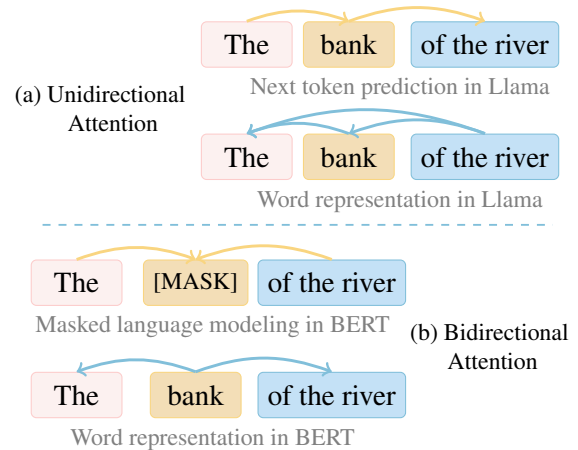 The bank of the river
Next token prediction in Llama
(a) Unidirectional
Attention
The bank of the river
Word representation in Llama
The [MASK] of the river
Masked language modeling in BERT
(b) Bidirectional
Attention
The bank of the river
Word representation in BERT